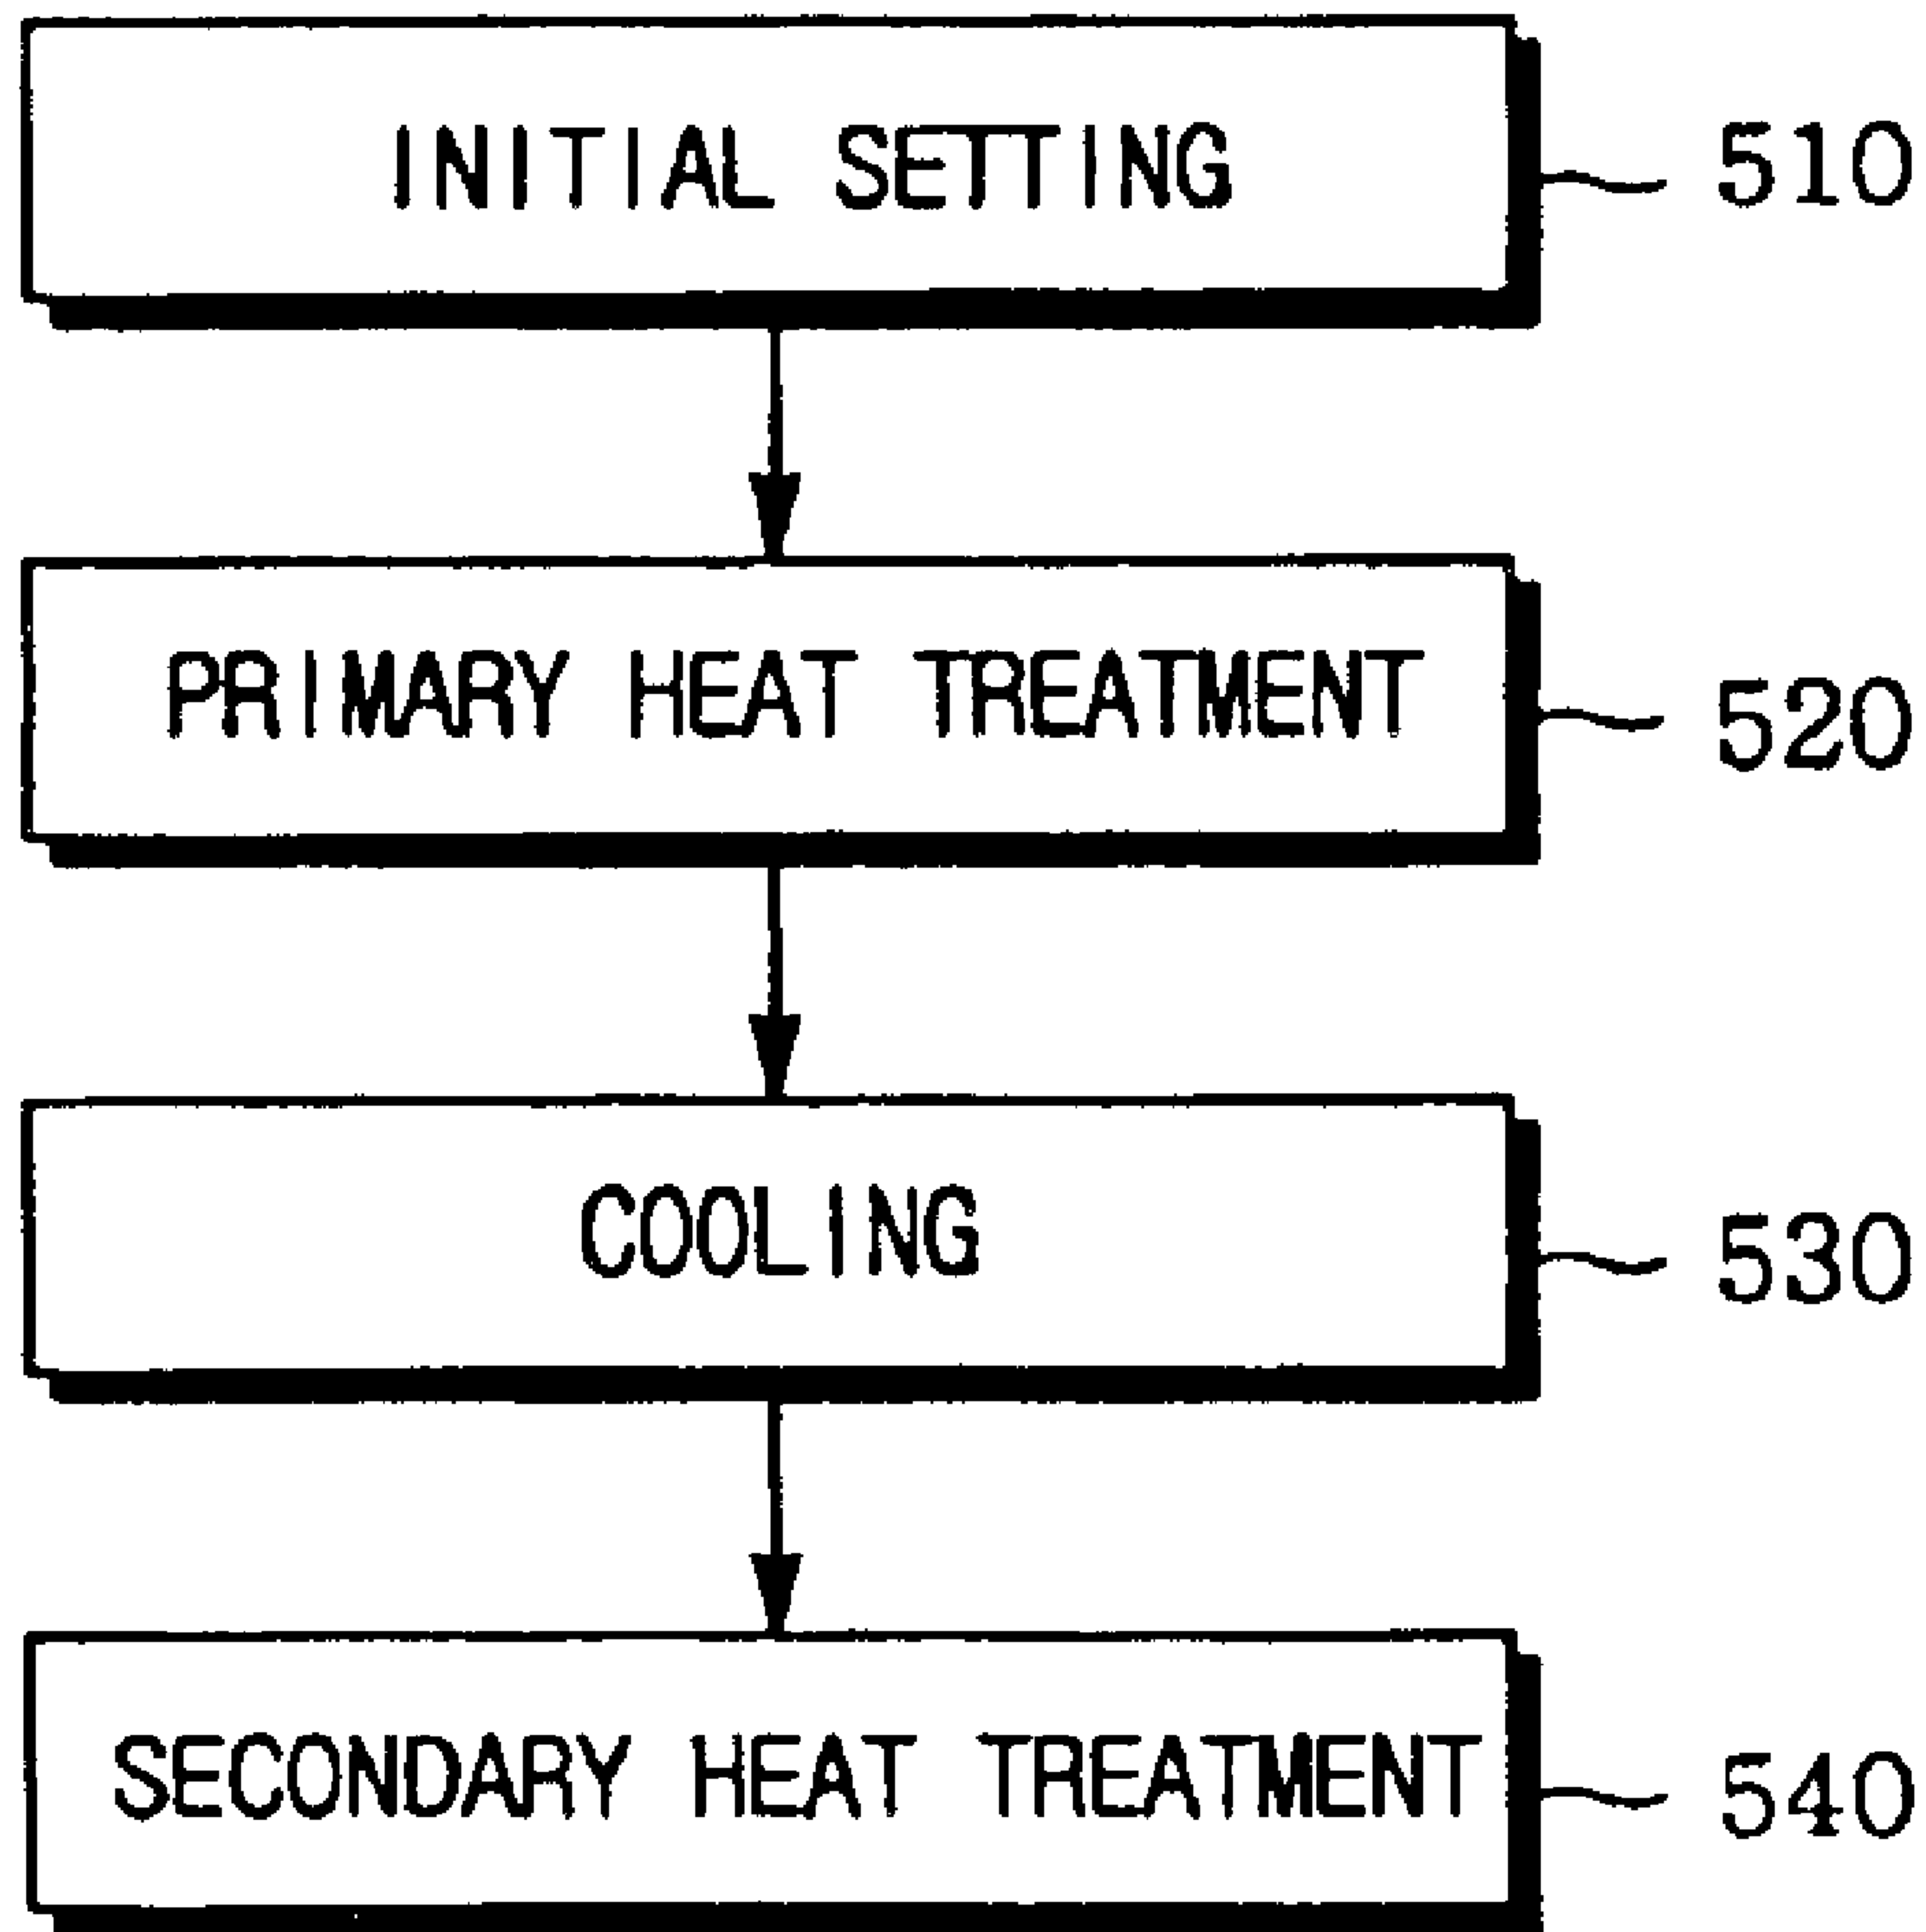 INITIAL SETTING
510
PRIMARY HEAT TREATMENT
520
COOLING
530
SECONDARY HEAT TREATMENT
540